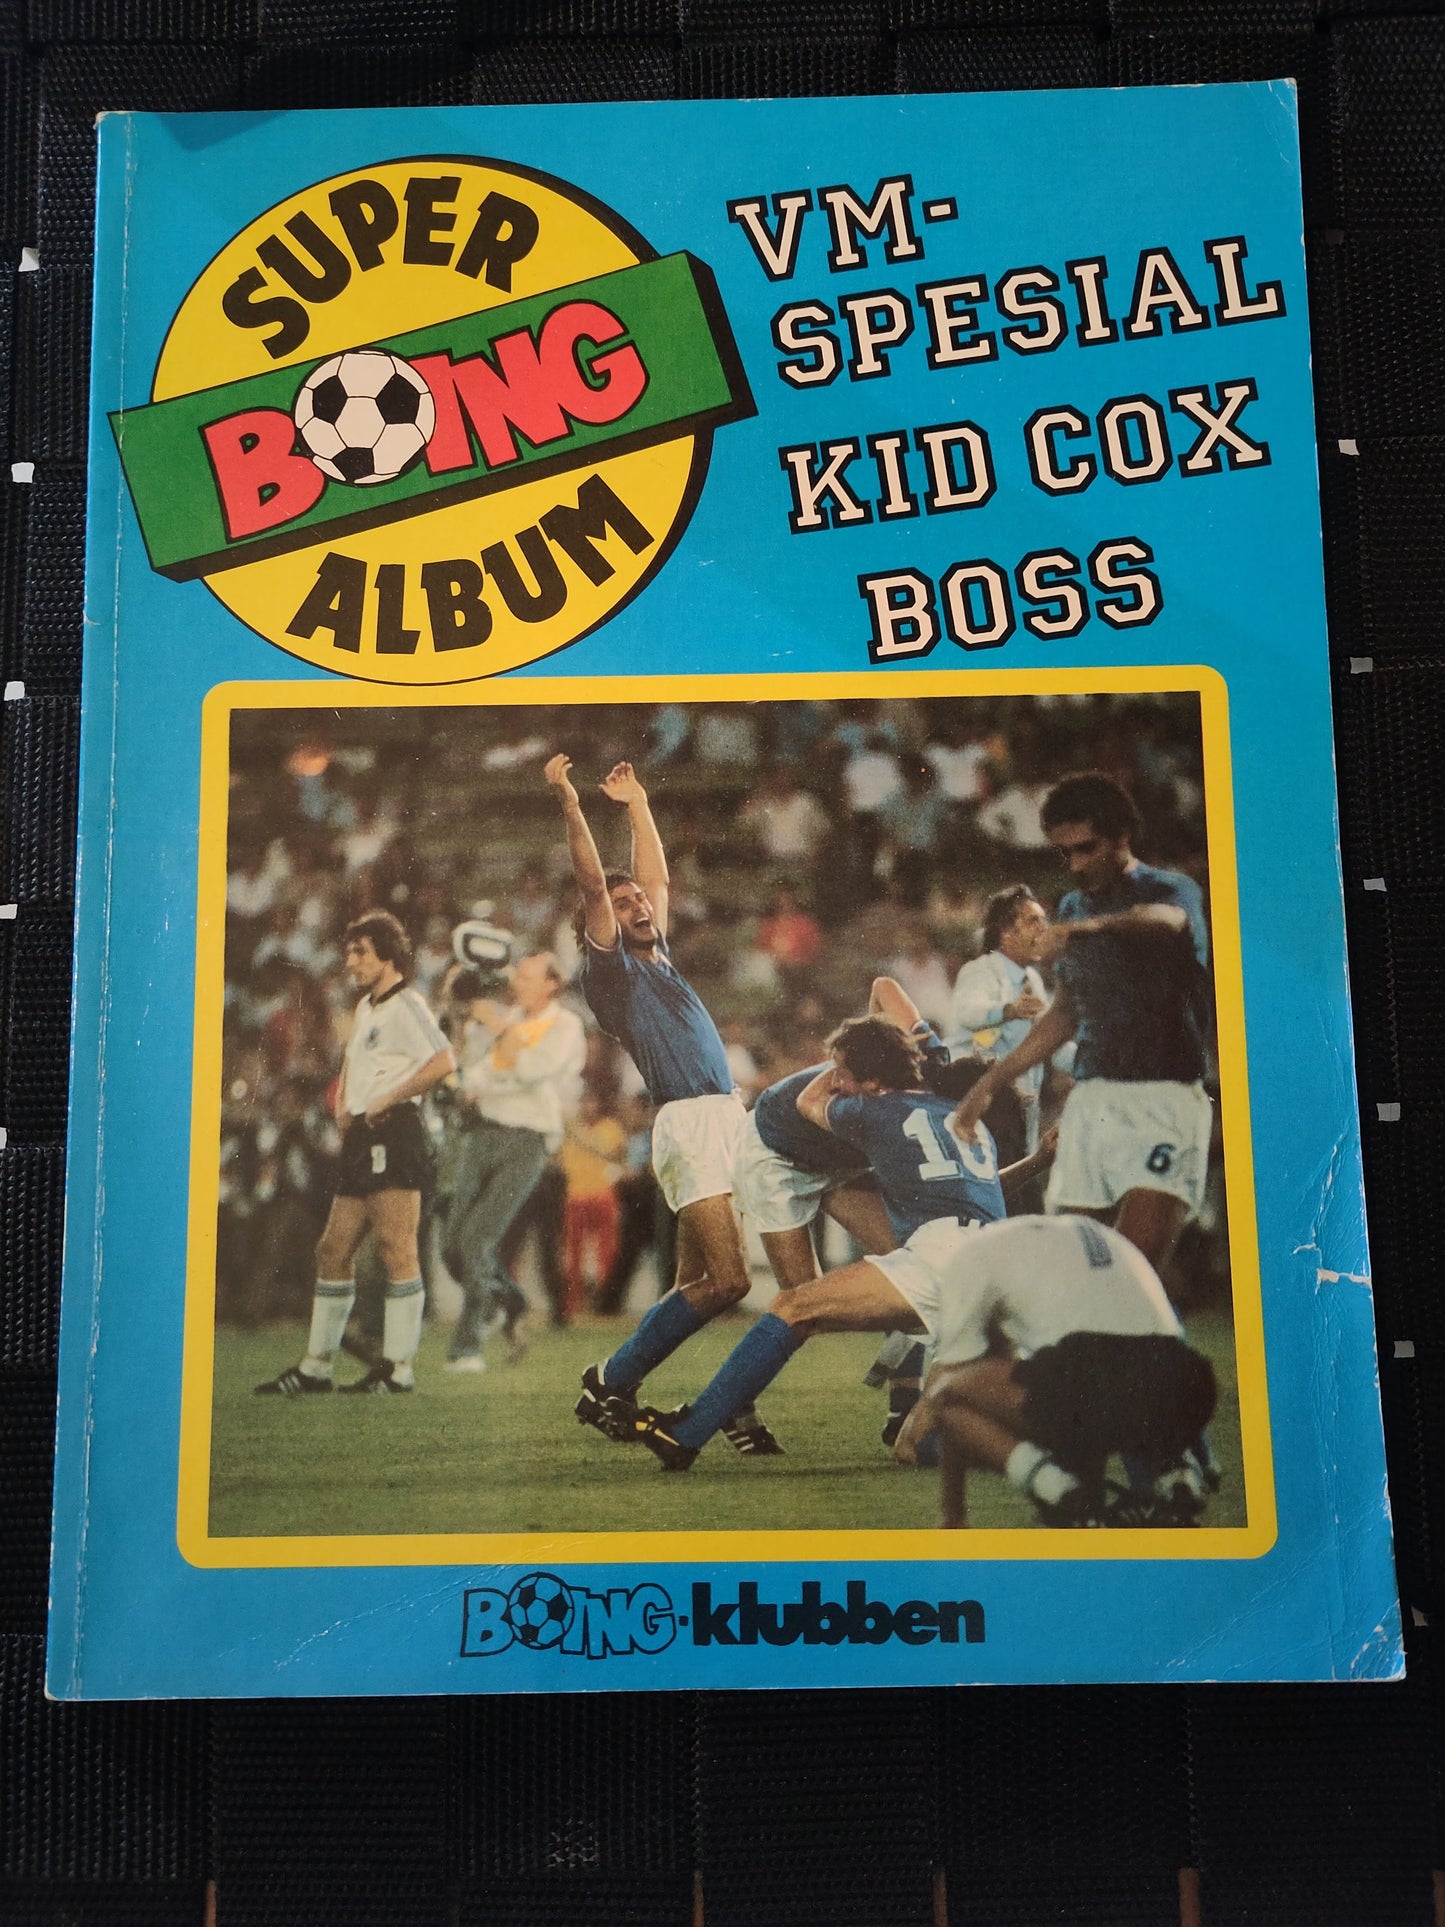 SUPER
BOING
ALBUM
VM-
SPESIAL
KID COX
BOSS
10
6
BOING-klubben